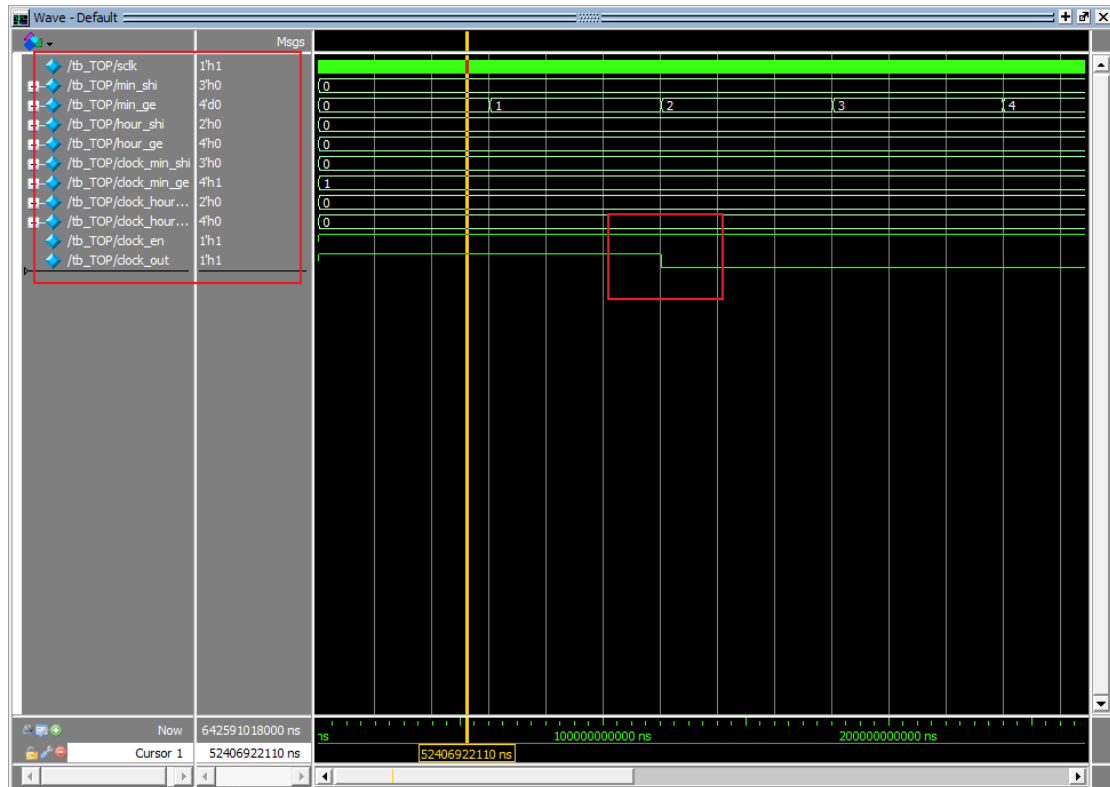 Wave - Default
Msgs
/tb_TOP/sclk 1'h1
/tb_TOP/min_shi 3'h0 0
/tb_TOP/min_ge 4'd0 0 1 2 3 4
/tb_TOP/hour_shi 2'h0 0
/tb_TOP/hour_ge 4'h0 0
/tb_TOP/clock_min_shi 3'h0 0
/tb_TOP/clock_min_ge 4'h1 1
/tb_TOP/clock_hour... 2'h0 0
/tb_TOP/clock_hour... 4'h0 0
/tb_TOP/clock_en 1'h1
/tb_TOP/clock_out 1'h1
Now 642591018000 ns ns 100000000000 ns 200000000000 ns
Cursor 1 52406922110 ns 52406922110 ns